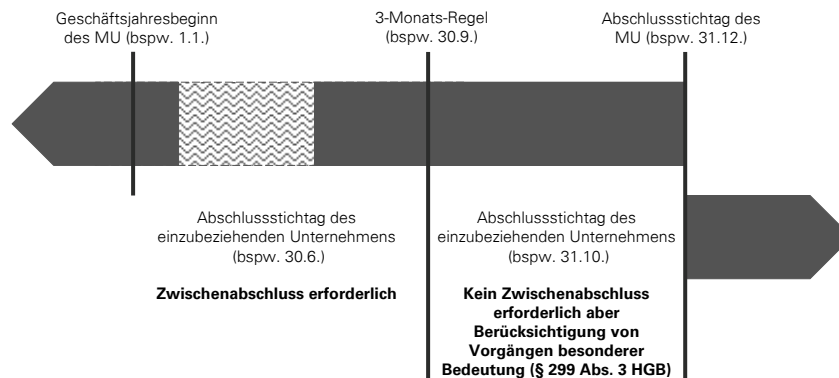 Geschäftsjahresbeginn
des MU (bspw. 1.1.)
3-Monats-Regel
(bspw. 30.9.)
Abschlussstichtag des
MU (bspw. 31.12.)
Abschlussstichtag des
einzubeziehenden Unternehmens
(bspw. 30.6.)
Zwischenabschluss erforderlich
Abschlussstichtag des
einzubeziehenden Unternehmens
(bspw. 31.10.)
Kein Zwischenabschluss
erforderlich aber
Berücksichtigung von
Vorgängen besonderer
Bedeutung (§ 299 Abs. 3 HGB)